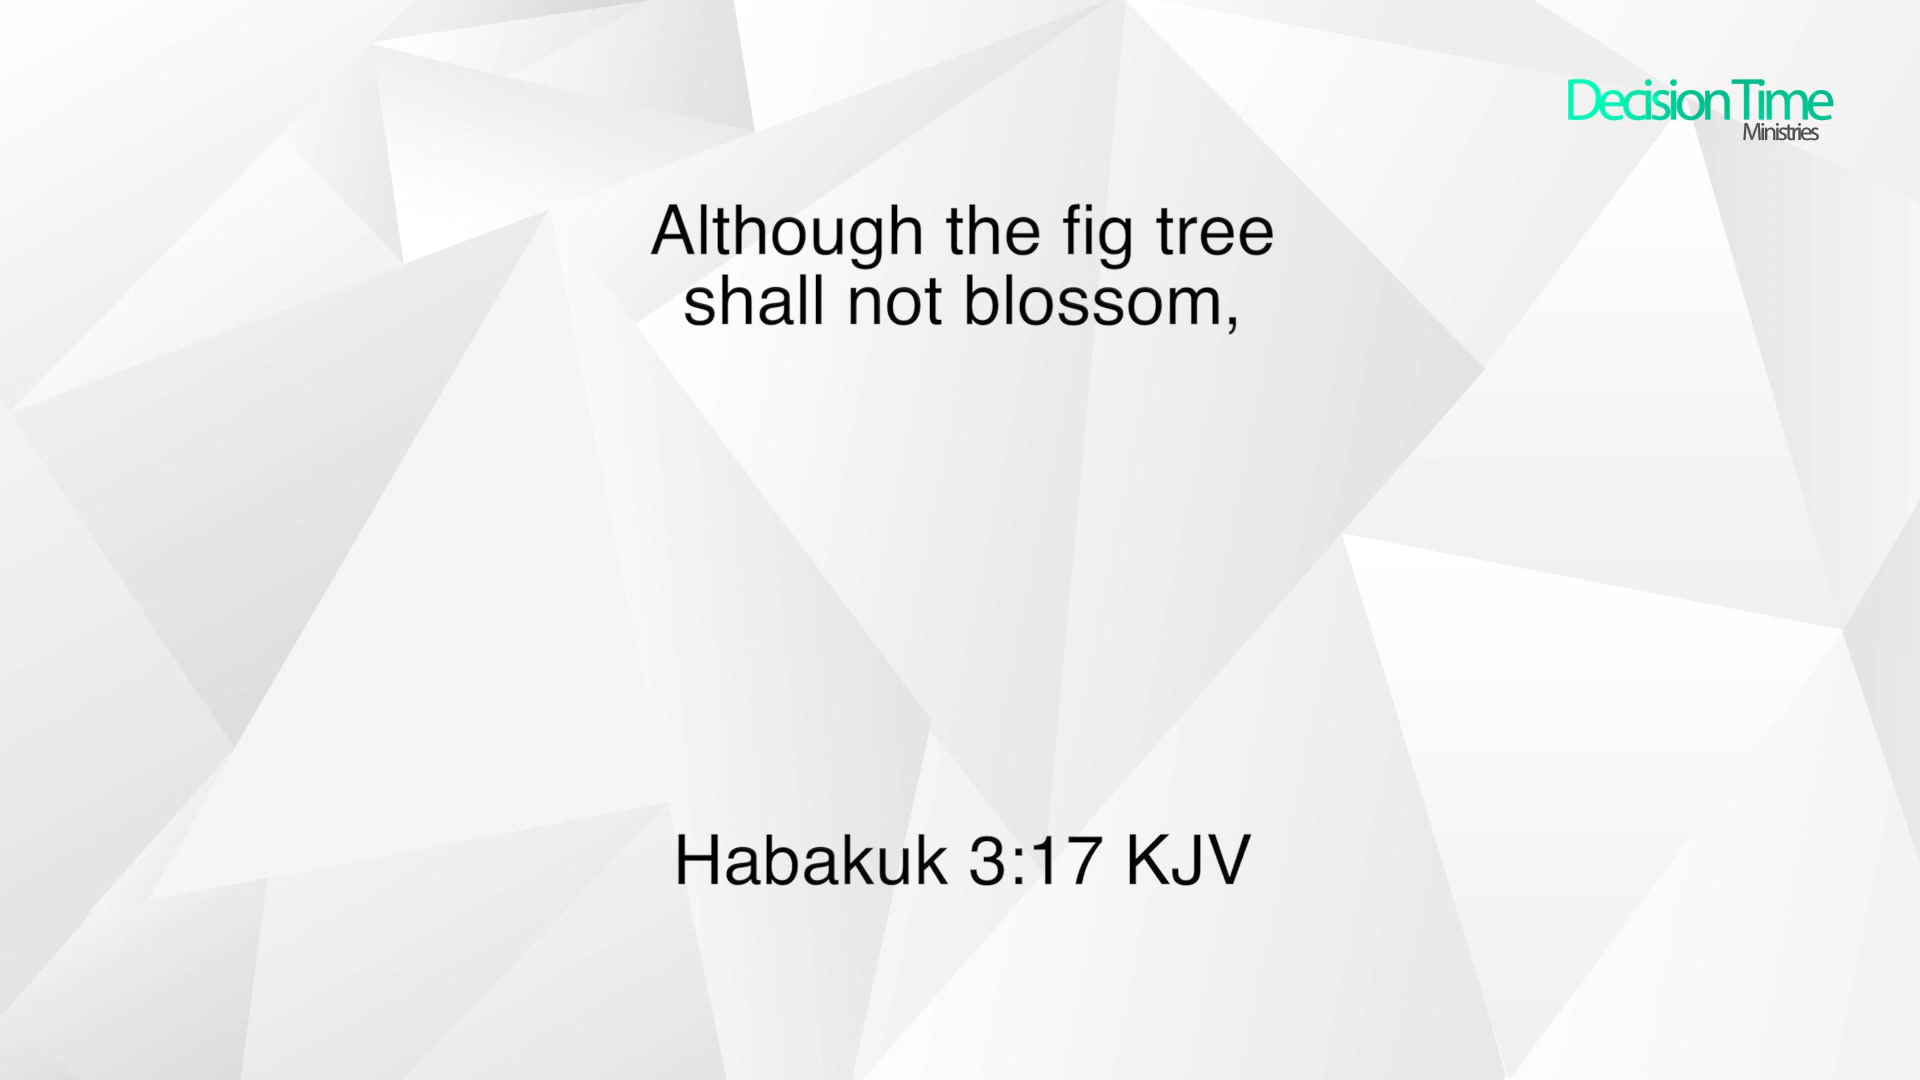 Decision Time
Ministries
Although the fig tree
shall not blossom,
Habakuk 3:17 KJV